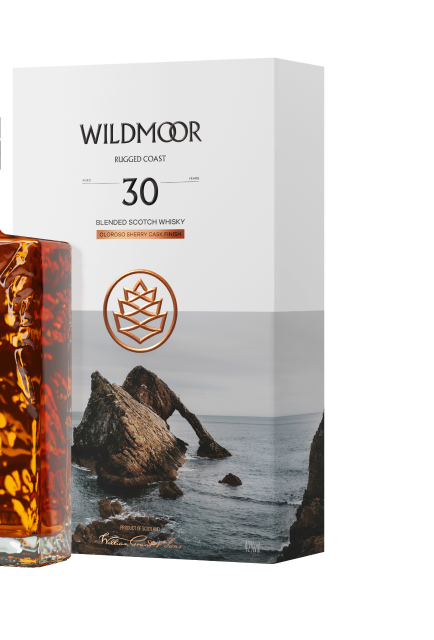 WILDMOOR
RUGGED COAST
AGED YEARS
30
BLENDED SCOTCH WHISKY
OLOROSO SHERRY CASK FINISH
PRODUCT OF SCOTLAND